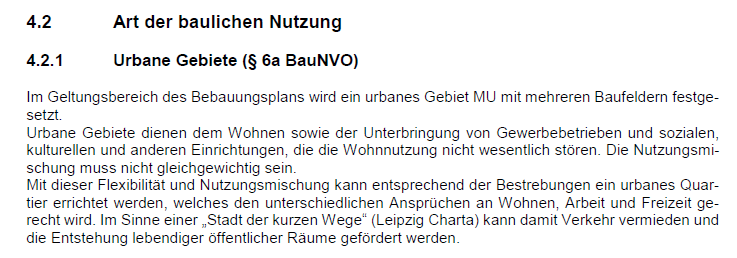 4.2 Art der baulichen Nutzung
4.2.1 Urbane Gebiete (§ 6a BauNVO)
Im Geltungsbereich des Bebauungsplans wird ein urbanes Gebiet MU mit mehreren Baufeldern festge-
setzt.
Urbane Gebiete dienen dem Wohnen sowie der Unterbringung von Gewerbebetrieben und sozialen,
kulturellen und anderen Einrichtungen, die die Wohnnutzung nicht wesentlich stören. Die Nutzungsmi-
schung muss nicht gleichgewichtig sein.
Mit dieser Flexibilität und Nutzungsmischung kann entsprechend der Bestrebungen ein urbanes Quar-
tier errichtet werden, welches den unterschiedlichen Ansprüchen an Wohnen, Arbeit und Freizeit ge-
recht wird. Im Sinne einer „Stadt der kurzen Wege“ (Leipzig Charta) kann damit Verkehr vermieden und
die Entstehung lebendiger öffentlicher Räume gefördert werden.